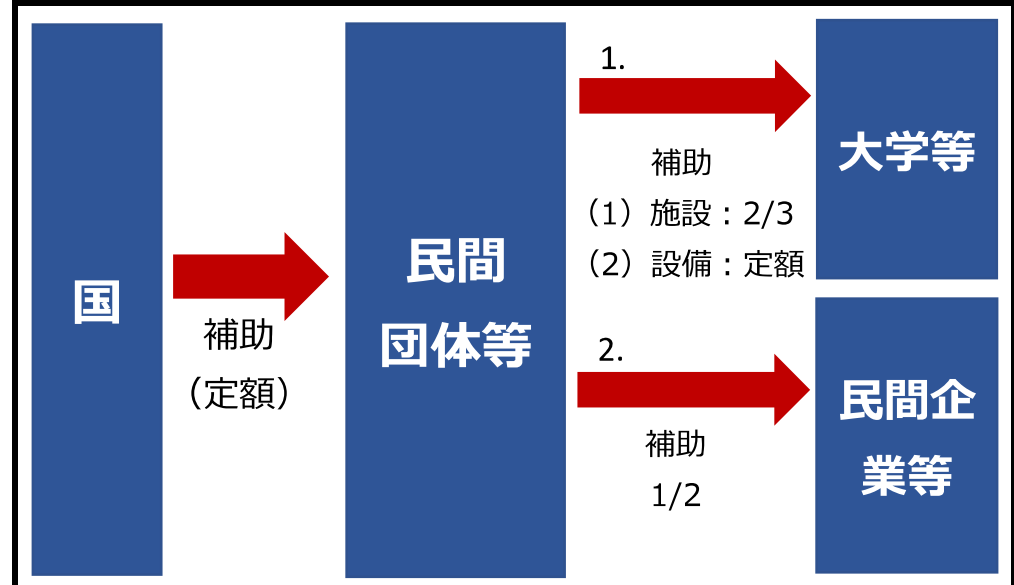 国
補助
（定額）
民間
団体等
1.
補助
（1）施設：2/3
（2）設備：定額
大学等
2.
補助
1/2
民間企
業等